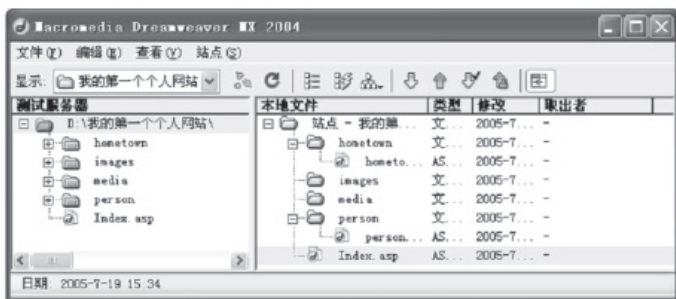 Macromedia Dreamweaver MX 2004
文件(F) 编辑(E) 查看(V) 站点(S)
显示: 我的第一个个人网站
测试服务器
D:\我的第一个个人网站\
hometown
images
media
person
Index.asp
本地文件 类型 修改 取出者
站点 - 我的第... 文... 2005-7... -
hometown 文... 2005-7... -
hometo... AS... 2005-7... -
images 文... 2005-7... -
media 文... 2005-7... -
person 文... 2005-7... -
person... AS... 2005-7... -
Index.asp AS... 2005-7... -
日期: 2005-7-19 15:34